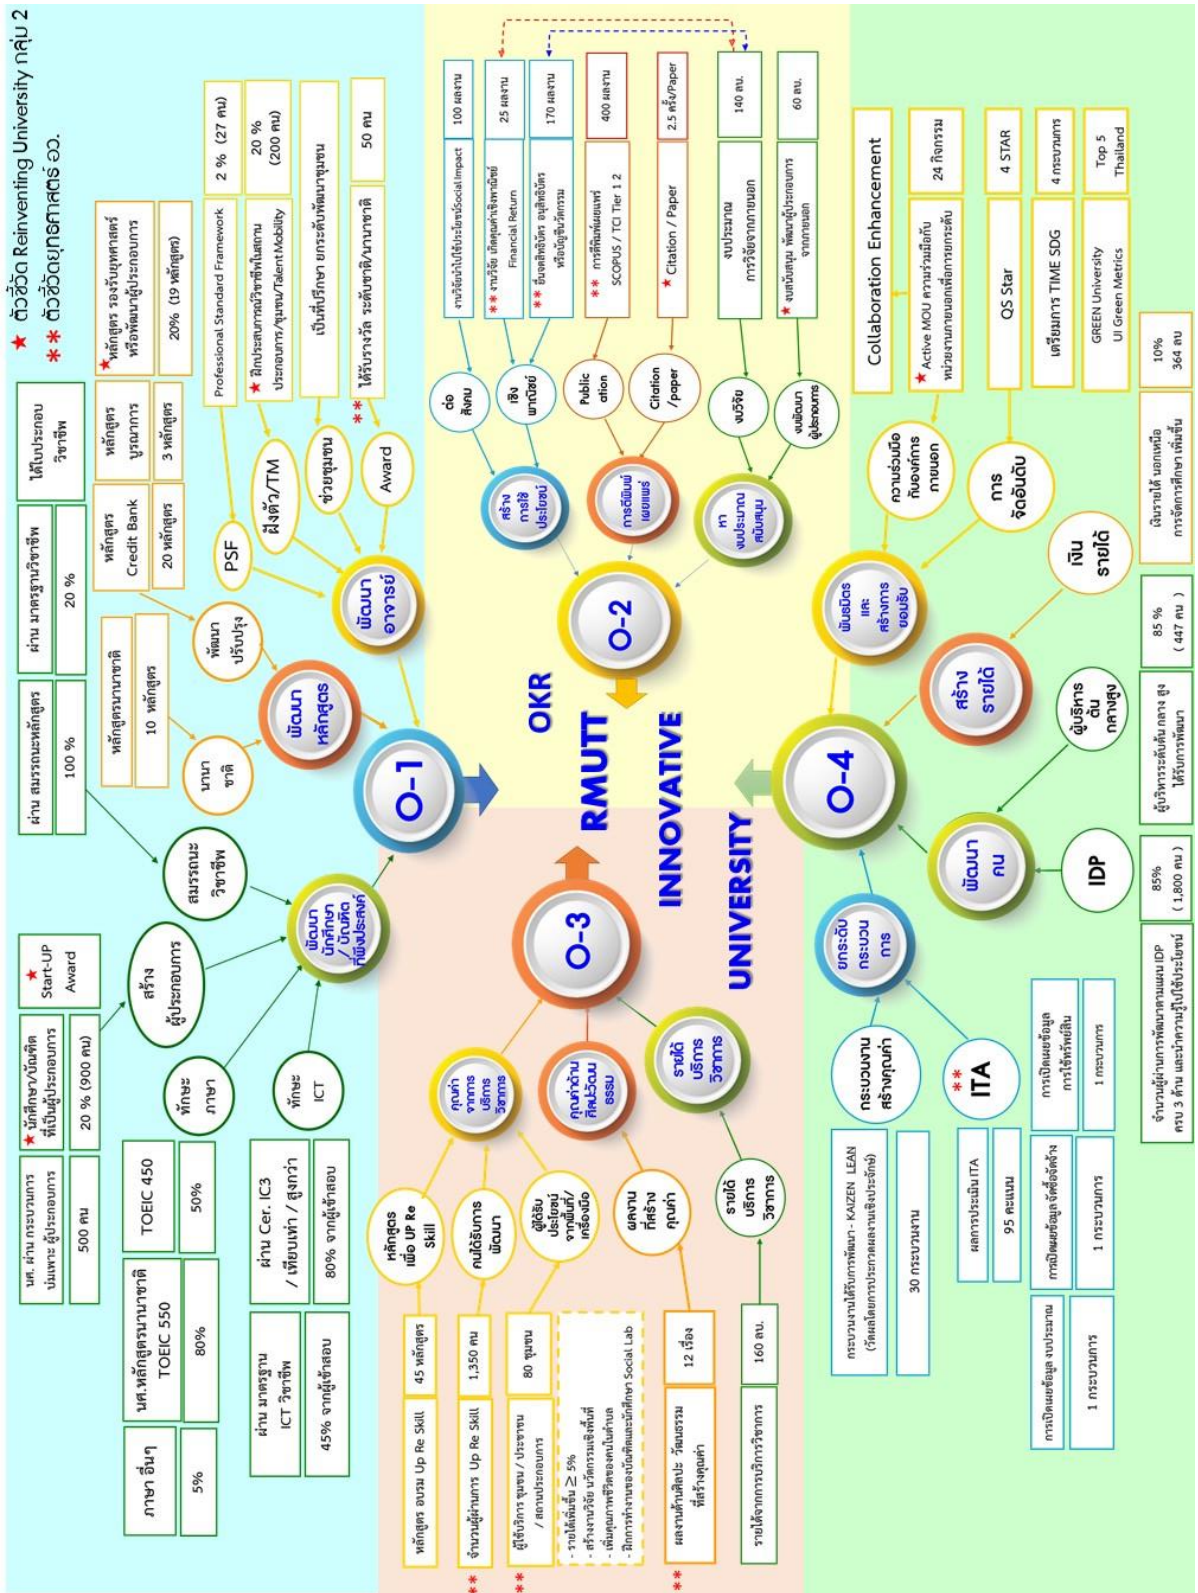 ★ ตัวชี้วัด Reinventing University กลุ่ม 2
** ตัวชี้วัดยุทศาสตร์ อว.
OKR
RMUTT
INNOVATIVE
UNIVERSITY
O-1
พัฒนา
นักศึกษา
/ บัณฑิต
ที่พึงประสงค์
ทักษะ
ICT
ผ่าน มาตรฐาน
ICT วิชาชีพ
45% จากผู้เข้าสอบ
ผ่าน Cer. IC3
/ เทียบเท่า / สูงกว่า
80% จากผู้เข้าสอบ
ทักษะ
ภาษา
ภาษา อื่นๆ
5%
นศ.หลักสูตรนานาชาติ
TOEIC 550
80%
TOEIC 450
50%
สร้าง
ผู้ประกอบการ
นศ. ผ่าน กระบวนการ
บ่มเพาะ ผู้ประกอบการ
500 คน
★ นักศึกษา/บัณฑิต
ที่เป็นผู้ประกอบการ
20 % (900 คน)
★
Start-UP
Award
สมรรถนะ
วิชาชีพ
ผ่าน สมรรถนะหลักสูตร
100 %
ผ่าน มาตรฐานวิชาชีพ
20 %
ได้ใบประกอบ
วิชาชีพ
พัฒนา
หลักสูตร
นานา
ชาติ
หลักสูตรนานาชาติ
10 หลักสูตร
พัฒนา
ปรับปรุง
หลักสูตร
Credit Bank
20 หลักสูตร
หลักสูตร
บูรณาการ
3 หลักสูตร
★ หลักสูตร รองรับยุทศาสตร์
หรือพัฒนาผู้ประกอบการ
20% (19 หลักสูตร)
พัฒนา
อาจารย์
PSF
Professional Standard Framework
2 % (27 คน)
ฝังตัว/TM
★ ฝึกประสบการณ์วิชาชีพในสถาน
ประกอบการ/ชุมชน/Talent Mobility
20 %
(200 คน)
ช่วยชุมชน
เป็นที่ปรึกษา ยกระดับพัฒนาชุมชน
Award
** ได้รับรางวัล ระดับชาติ/นานาชาติ
50 คน
O-2
สร้าง
การใช้
ประโยชน์
ต่อ
สังคม
งานวิจัยนำไปใช้ประโยชน์Social Impact
100 ผลงาน
เชิง
พาณิชย์
** งานวิจัย เกิดคุณค่าเชิงพาณิชย์
Financial Return
25 ผลงาน
** ยื่นจดสิทธิบัตร อนุสิทธิบัตร
หรือบัญชีนวัตกรรม
170 ผลงาน
การตีพิมพ์
เผยแพร่
Public
ation
** การตีพิมพ์เผยแพร่
SCOPUS / TCI Tier 1 2
400 ผลงาน
Citation
/paper
★ Citation / Paper
2.5 ครั้ง/Paper
หา
งบประมาณ
สนับสนุน
งบวิจัย
งบประมาณ
การวิจัยจากภายนอก
140 ลบ.
งบพัฒนา
ผู้ประกอบการ
★ งบสนับสนุน พัฒนาผู้ประกอบการ
จากภายนอก
60 ลบ.
O-3
คุณค่า
จากการ
บริการ
วิชาการ
หลักสูตร
เพื่อ UP Re
Skill
หลักสูตร อบรม Up Re Skill
45 หลักสูตร
คนได้รับการ
พัฒนา
** จำนวนผู้ผ่านการ Up Re Skill
1,350 คน
ผู้ได้รับ
ประโยชน์
จากพื้นที่/
เครื่องมือ
** ผู้ใช้บริการ ชุมชน / ประชาชน
/ สถานประกอบการ
80 ชุมชน
- รายได้เพิ่มขึ้น ≥ 5%
- สร้างงานวิจัย นวัตกรรมเชิงพื้นที่
- เพิ่มคุณภาพชีวิตของคนในตำบล
- ฝึกการทำงานของบัณฑิตและนักศึกษา Social Lab
คุณค่าด้าน
ศิลปะวัฒน
ธรรม
ผลงาน
ที่สร้าง
คุณค่า
** ผลงานด้านศิลปะ วัฒนธรรม
ที่สร้างคุณค่า
12 เรื่อง
รายได้
บริการ
วิชาการ
รายได้
บริการ
วิชาการ
รายได้จากการบริการวิชาการ
160 ลบ.
O-4
ยกระดับ
กระบวน
การ
กระบวนงาน
สร้างคุณค่า
กระบวนงานได้รับการพัฒนา - KAIZEN LEAN
(วัดผลโดยการประกวดผลงานเชิงประจักษ์)
30 กระบวนงาน
**
ITA
ผลการประเมิน ITA
95 คะแนน
การเปิดเผยข้อมูล งบประมาณ
1 กระบวนการ
การเปิดเผยข้อมูล จัดซื้อจัดจ้าง
1 กระบวนการ
การเปิดเผยข้อมูล
การใช้ทรัพย์สิน
1 กระบวนการ
พัฒนา
คน
IDP
จำนวนผู้ผ่านการพัฒนาตามแผน IDP
ครบ 3 ด้าน และนำความรู้ไปใช้ประโยชน์
85%
( 1,800 คน )
ผู้บริหาร
ต้น
กลางสูง
ผู้บริหารระดับต้น กลาง สูง
ได้รับการพัฒนา
85 %
( 447 คน )
สร้าง
รายได้
เงิน
รายได้
เงินรายได้ นอกเหนือ
การจัดการศึกษา เพิ่มขึ้น
10%
364 ลบ
พันธมิตร
และ
สร้างการ
ยอมรับ
ความร่วมมือ
กับองค์การ
ภายนอก
Collaboration Enhancement
★ Active MOU ความร่วมมือกับ
หน่วยงานภายนอกเพื่อการยกระดับ
24 กิจกรรม
การ
จัดอันดับ
QS Star
4 STAR
เตรียมการ TIME SDG
4 กระบวนการ
GREEN University
UI Green Metrics
Top 5
Thailand